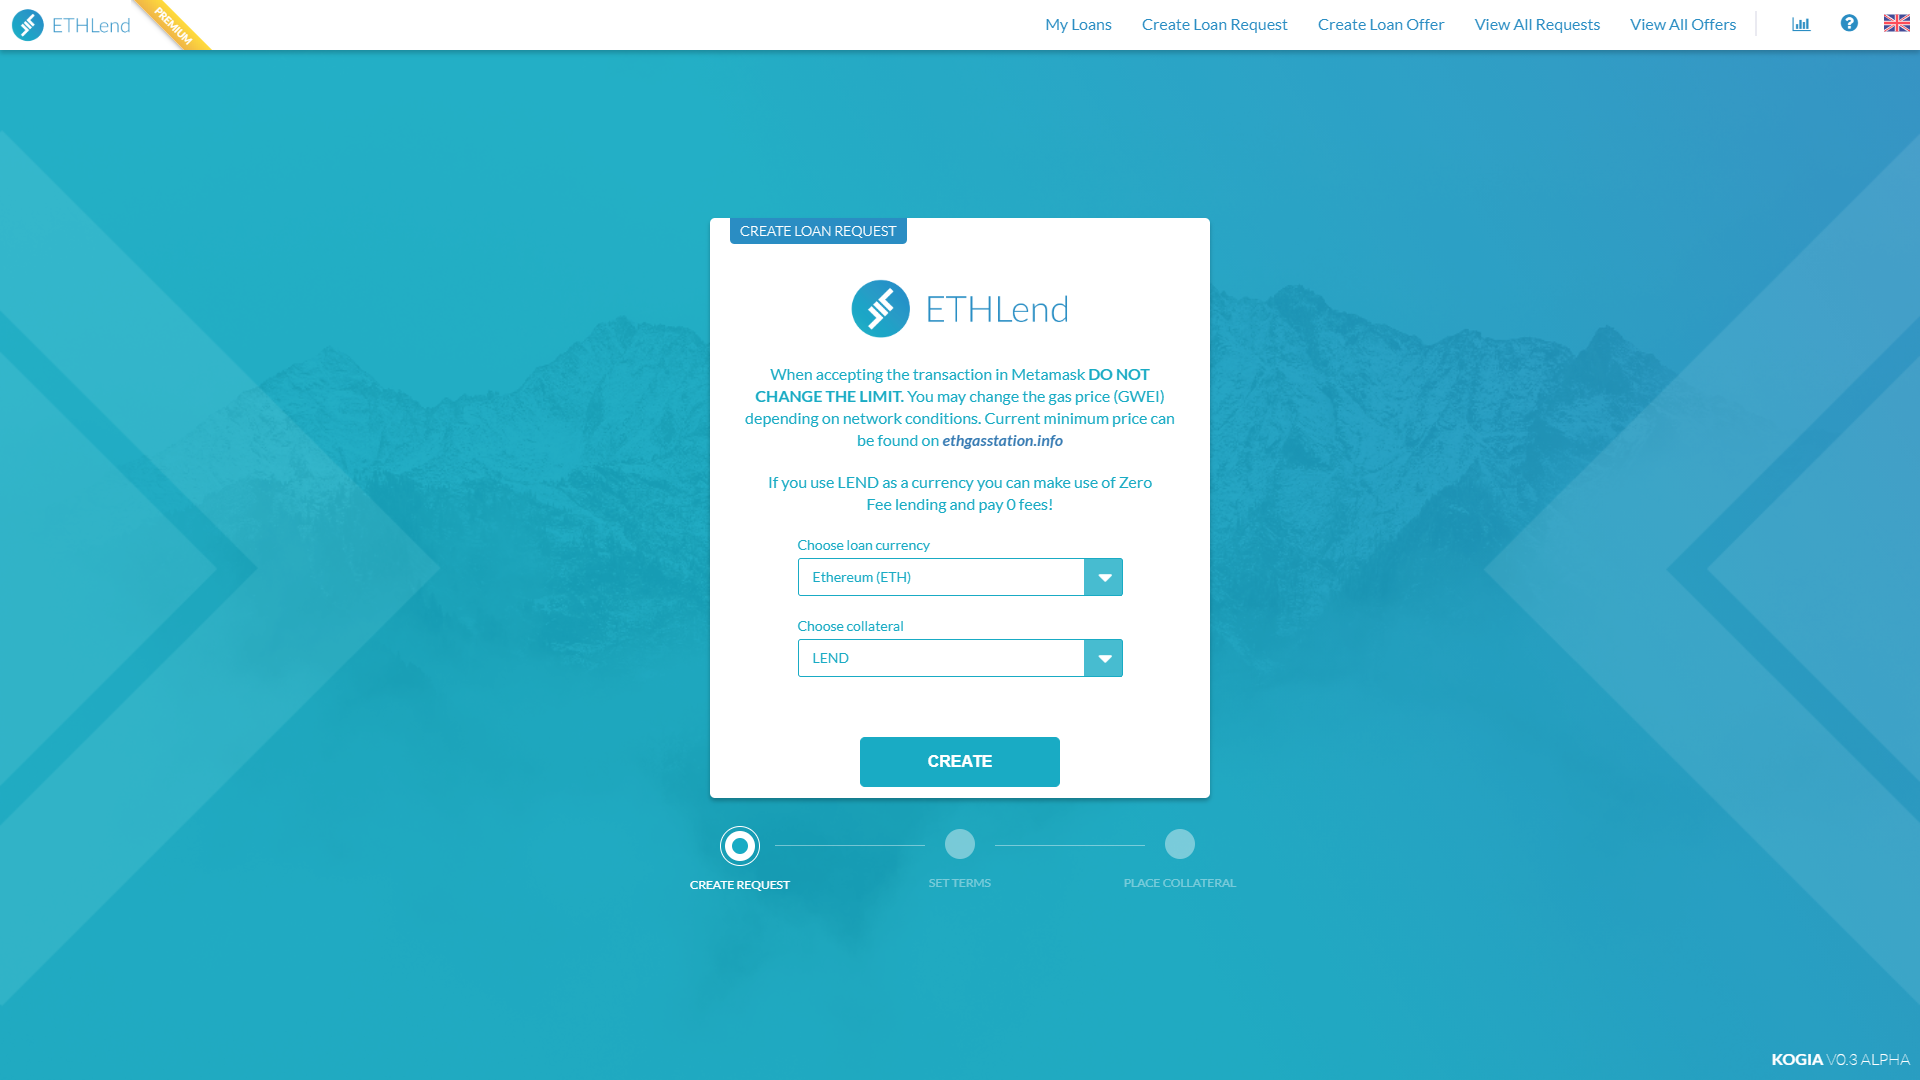 ETHLend
PREMIUM
My Loans
Create Loan Request
Create Loan Offer
View All Requests
View All Offers
CREATE LOAN REQUEST
ETHLend
When accepting the transaction in Metamask DO NOT
CHANGE THE LIMIT. You may change the gas price (GWEI)
depending on network conditions. Current minimum price can
be found on ethgasstation.info
If you use LEND as a currency you can make use of Zero
Fee lending and pay 0 fees!
Choose loan currency
Ethereum (ETH)
Choose collateral
LEND
CREATE
CREATE REQUEST
SET TERMS
PLACE COLLATERAL
KOGIA V0.3 ALPHA